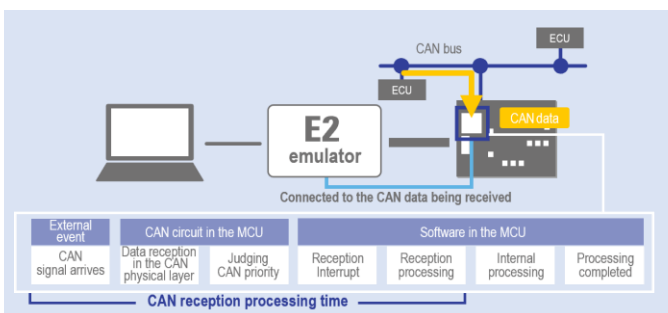 ECU
CAN bus
ECU
E2
emulator
CAN data
Connected to the CAN data being received
External
event
CAN circuit in the MCU
Software in the MCU
CAN
signal arrives
Data reception
in the CAN
physical layer
Judging
CAN priority
Reception
Interrupt
Reception
processing
Internal
processing
Processing
completed
CAN reception processing time